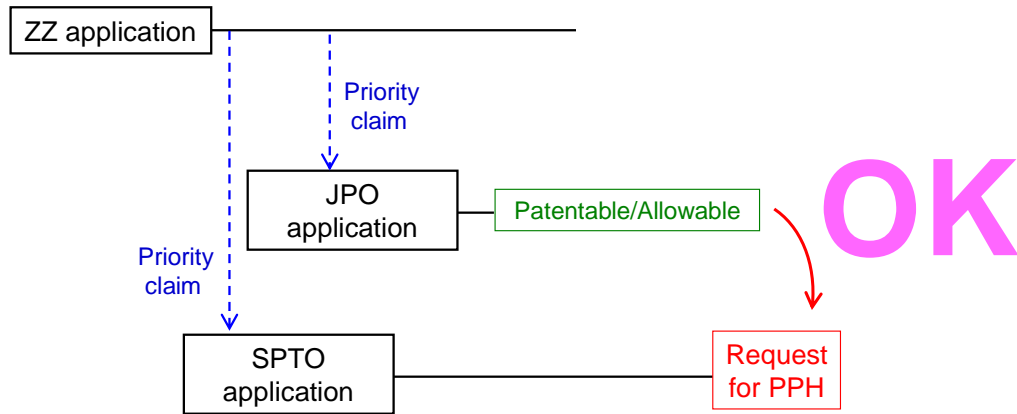 ZZ application
Priority
claim
JPO
application
Patentable/Allowable
OK
Priority
claim
SPTO
application
Request
for PPH